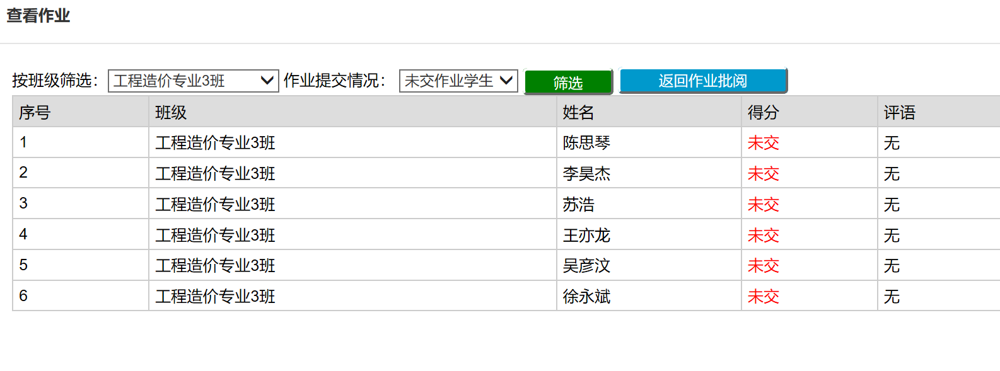 查看作业
按班级筛选： 工程造价专业3班 作业提交情况： 未交作业学生 筛选 返回作业批阅
序号 班级 姓名 得分 评语
1 工程造价专业3班 陈思琴 未交 无
2 工程造价专业3班 李昊杰 未交 无
3 工程造价专业3班 苏浩 未交 无
4 工程造价专业3班 王亦龙 未交 无
5 工程造价专业3班 吴彦汶 未交 无
6 工程造价专业3班 徐永斌 未交 无